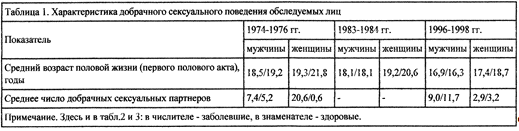 Таблица 1. Характеристика добрачного сексуального поведения обследуемых лиц
Показатель
1974-1976 гг. 1983-1984 гг. 1996-1998 гг.
мужчины женщины мужчины женщины мужчины женщины
Средний возраст половой жизни (первого полового акта), годы 18,5/19,2 19,3/21,8 18,1/18,1 19,2/20,6 16,9/16,3 17,4/18,7
Среднее число добрачных сексуальных партнеров 7,4/5,2 20,6/0,6 - - 9,0/11,7 2,9/3,2
Примечание. Здесь и в табл.2 и 3: в числителе - заболевшие, в знаменателе - здоровые.